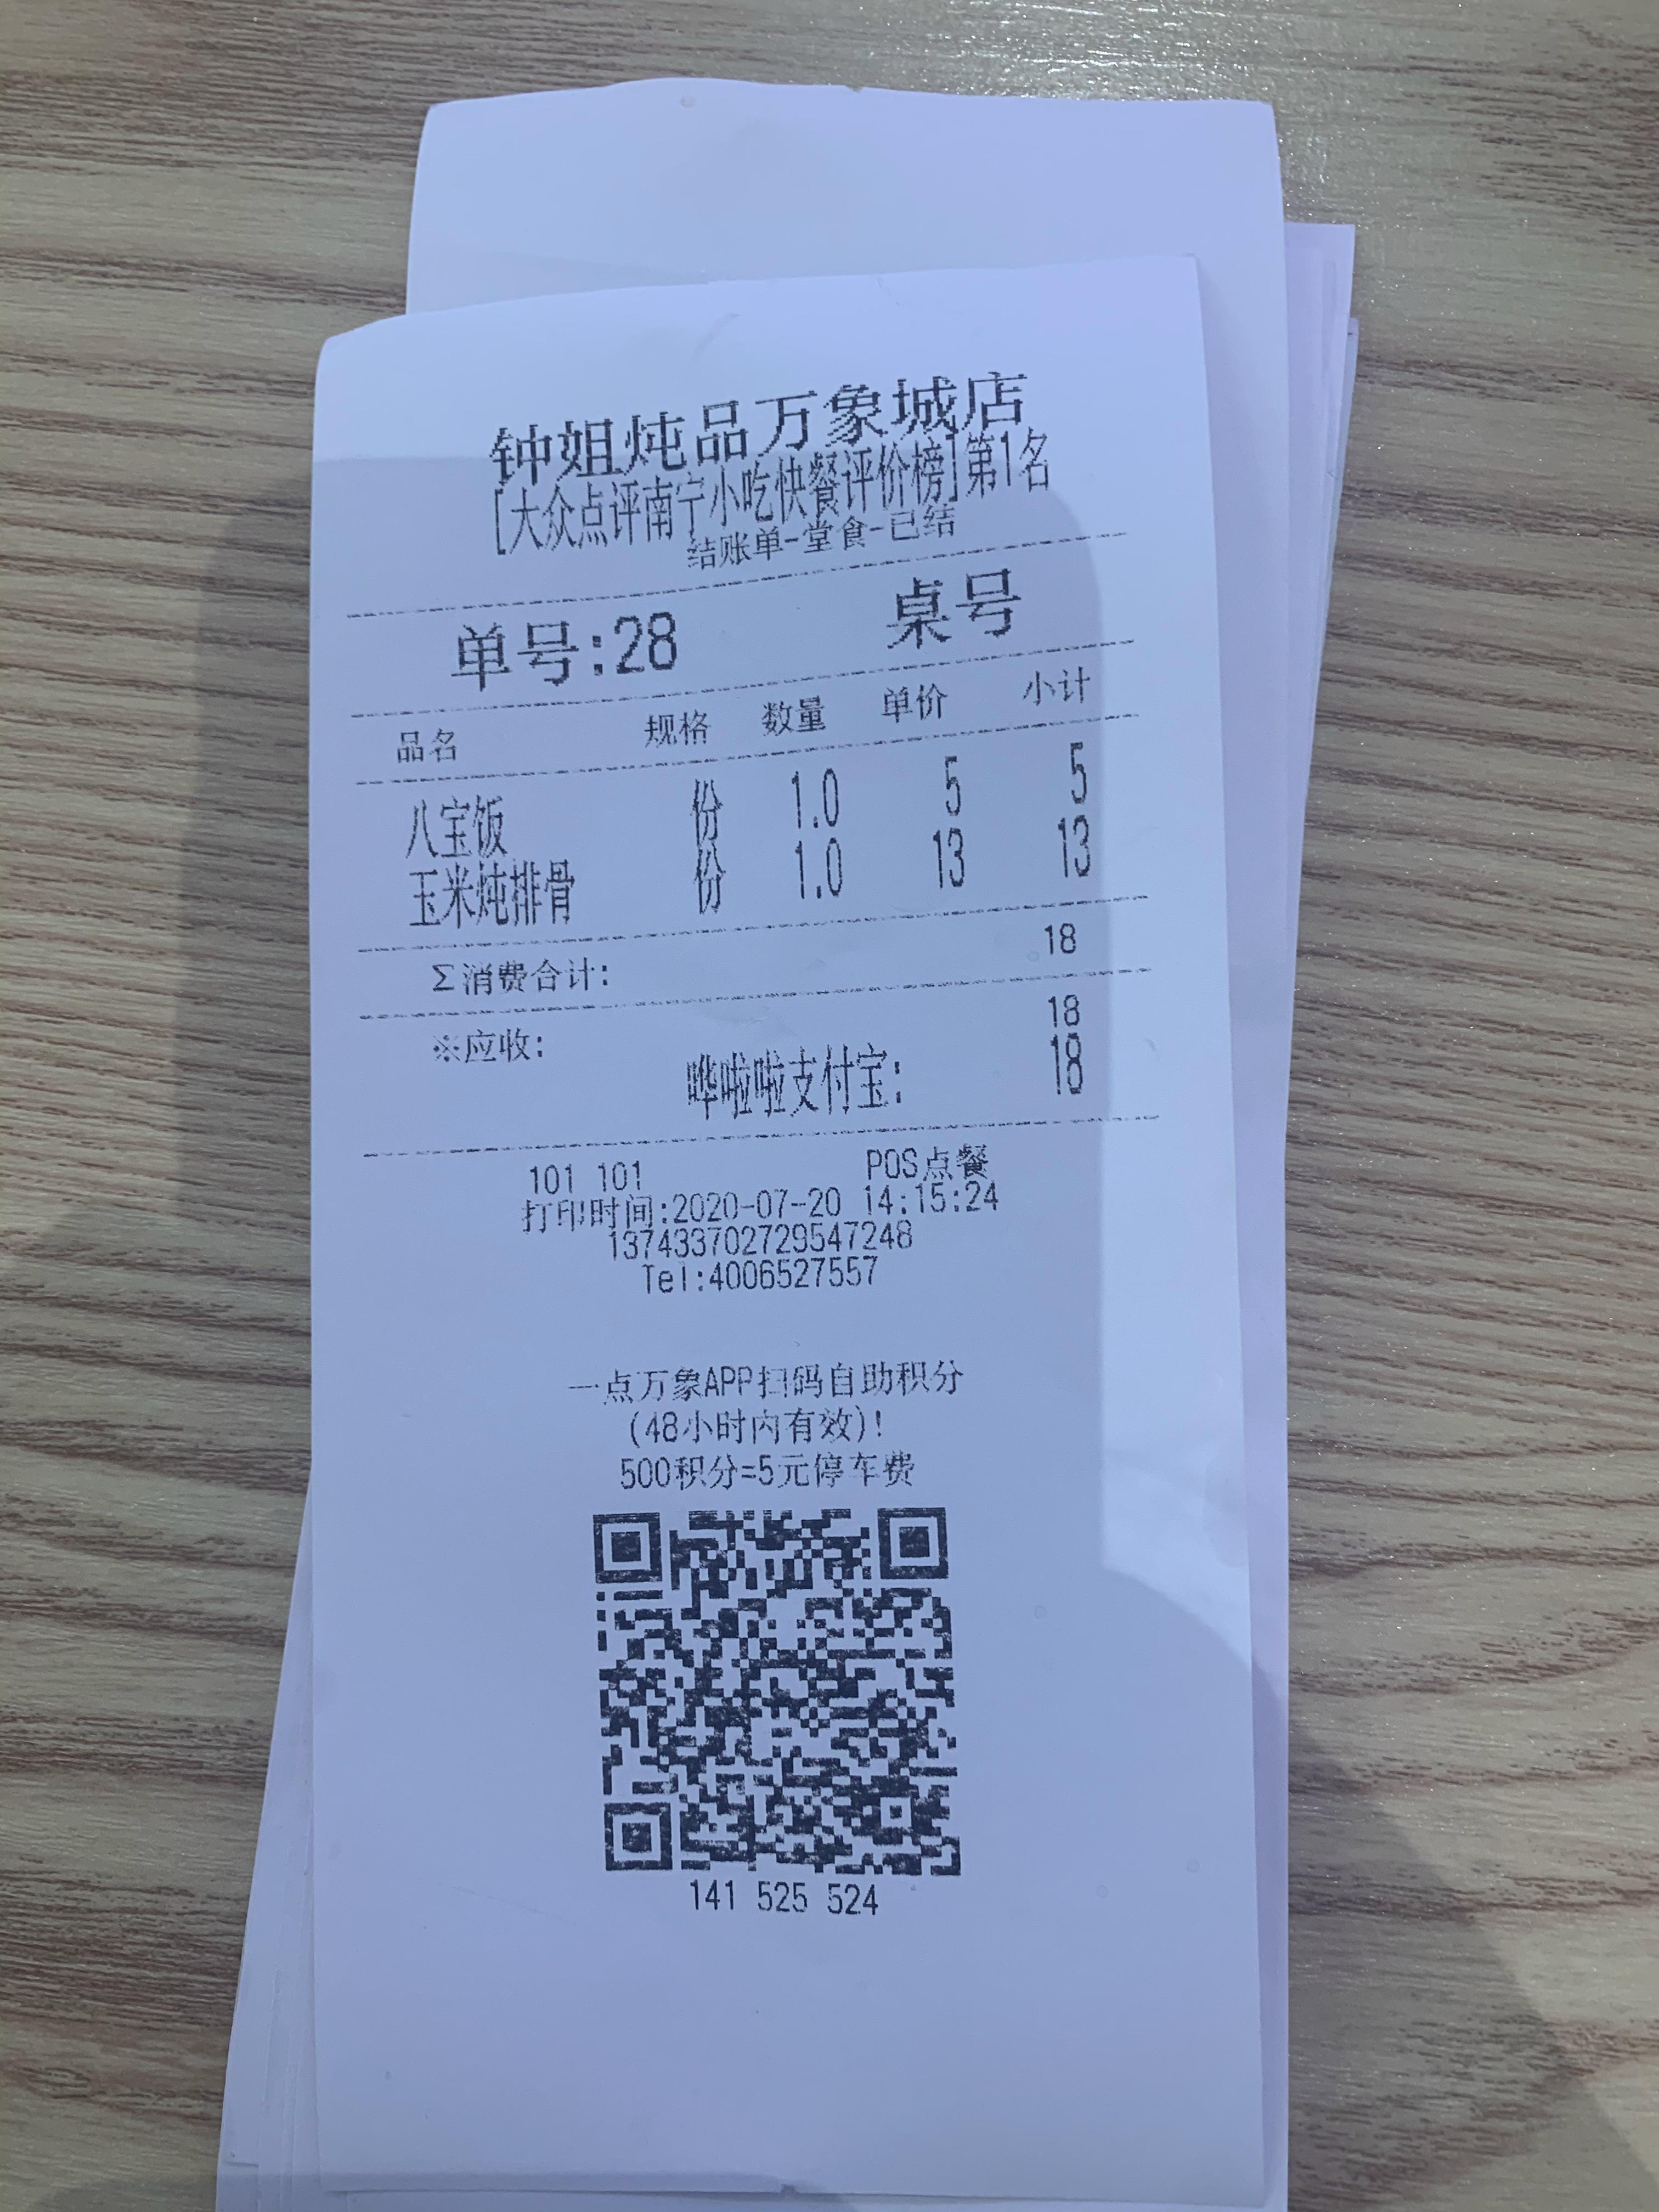 钟姐炖品万象城店
[大众点评南宁小吃快餐评价榜]第1名
结账单-堂食-已结
单号:28 桌号
品名 规格 数量 单价 小计
八宝饭 份 1.0 5 5
玉米炖排骨 份 1.0 13 13
Σ消费合计: 18
※应收: 18
哗啦啦支付宝: 18
101 101 POS点餐
打印时间:2020-07-20 14:15:24
137433702729547248
Tel:4006527557
一点万象APP扫码自助积分
(48小时内有效)!
500积分=5元停车费
141 525 524